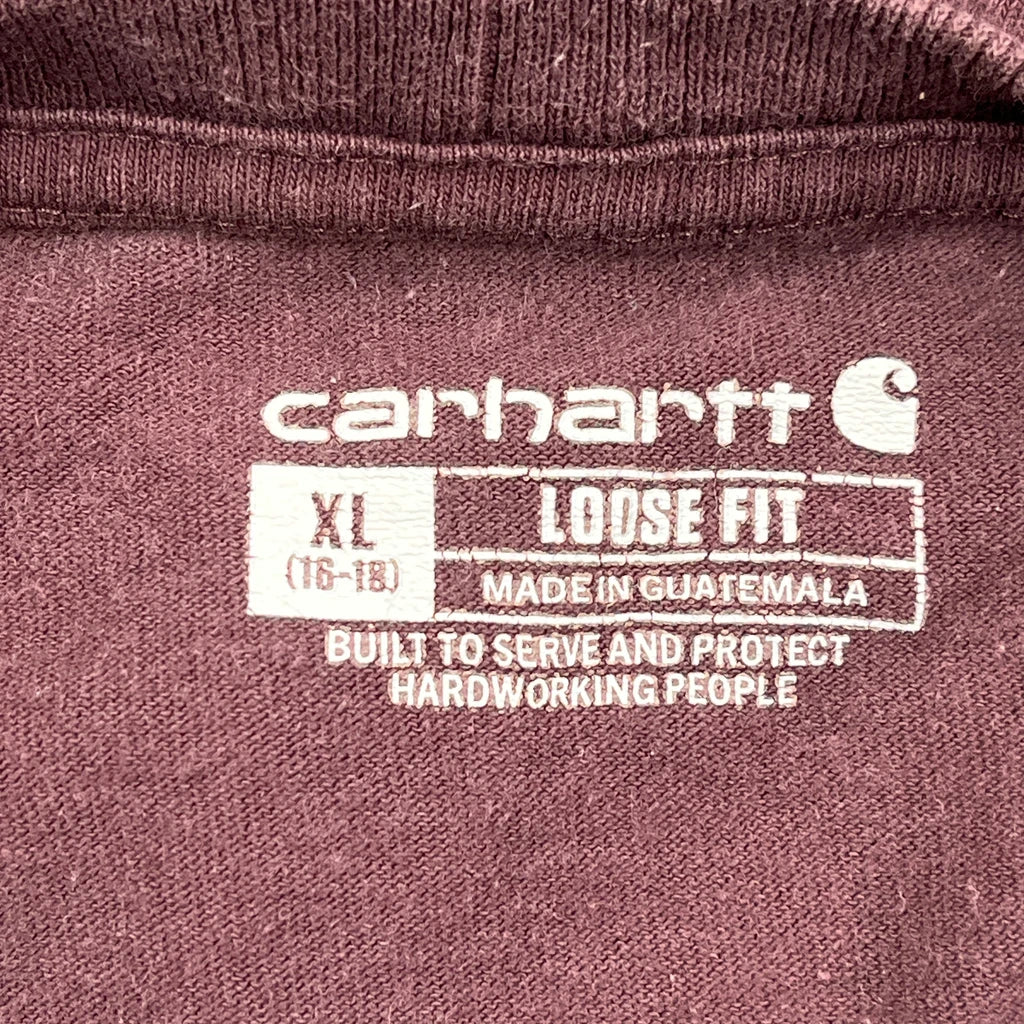 carhartt
XL
(16-18)
LOOSE FIT
MADE IN GUATEMALA
BUILT TO SERVE AND PROTECT
HARDWORKING PEOPLE